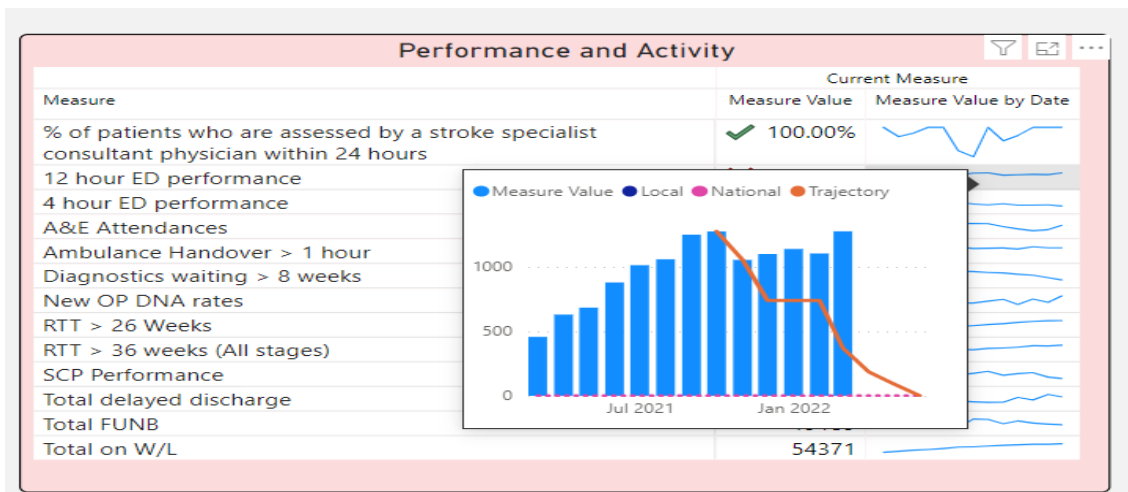 Performance and Activity
Current Measure
Measure Measure Value Measure Value by Date
% of patients who are assessed by a stroke specialist 100.00%
consultant physician within 24 hours
12 hour ED performance
Measure Value Local National Trajectory
4 hour ED performance
A&E Attendances
Ambulance Handover > 1 hour
1000
Diagnostics waiting > 8 weeks
New OP DNA rates
RTT > 26 Weeks
500
RTT > 36 weeks (All stages)
SCP Performance
Total delayed discharge
0
Jul 2021 Jan 2022
Total FUNB
Total on W/L 54371